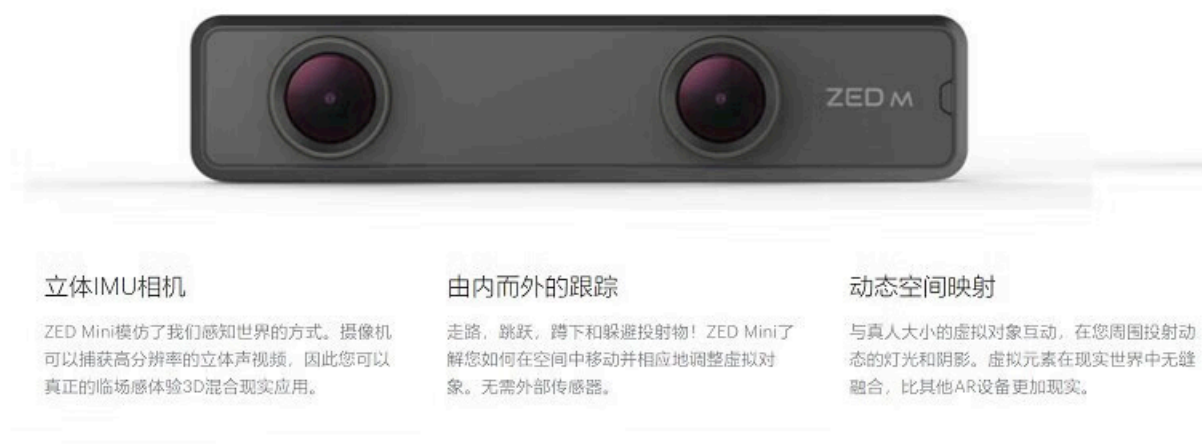 ZED M
立体IMU相机
ZED Mini模仿了我们感知世界的方式。摄像机
可以捕获高分辨率的立体声视频，因此您可以
真正的临场感体验3D混合现实应用。
由内而外的跟踪
走路，跳跃，蹲下和躲避投射物！ZED Mini了
解您如何在空间中移动并相应地调整虚拟对
象。无需外部传感器。
动态空间映射
与真人大小的虚拟对象互动，在您周围投射动
态的灯光和阴影。虚拟元素在现实世界中无缝
融合，比其他AR设备更加现实。